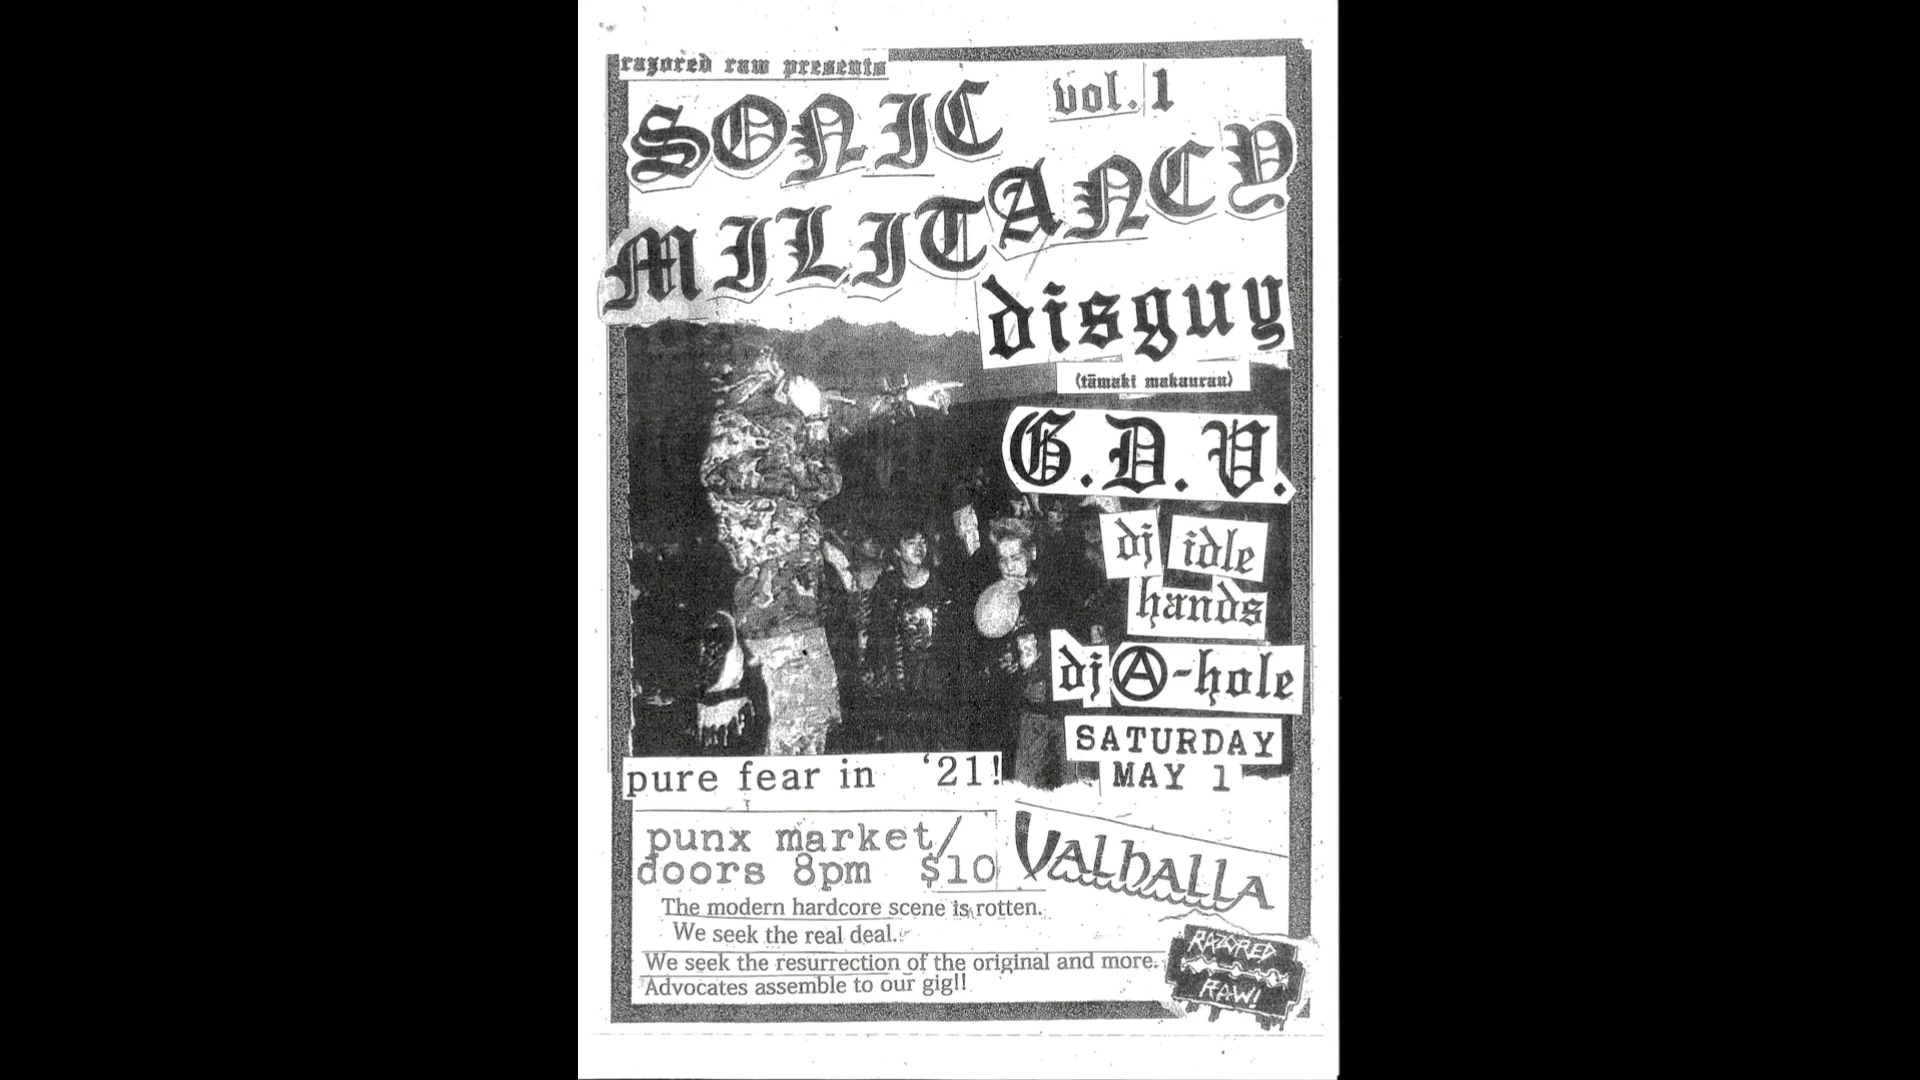 razored raw presents
SONIC
vol. 1
MILITANCY
disguy
(tāmaki makaurau)
G.D.V.
dj idle
hands
dj Ⓐ-hole
SATURDAY
MAY 1
pure fear in '21!
punx market/
doors 8pm $10
VALHALLA
The modern hardcore scene is rotten.
We seek the real deal.
We seek the resurrection of the original and more.
Advocates assemble to our gig!!
RAZORED
RAW!